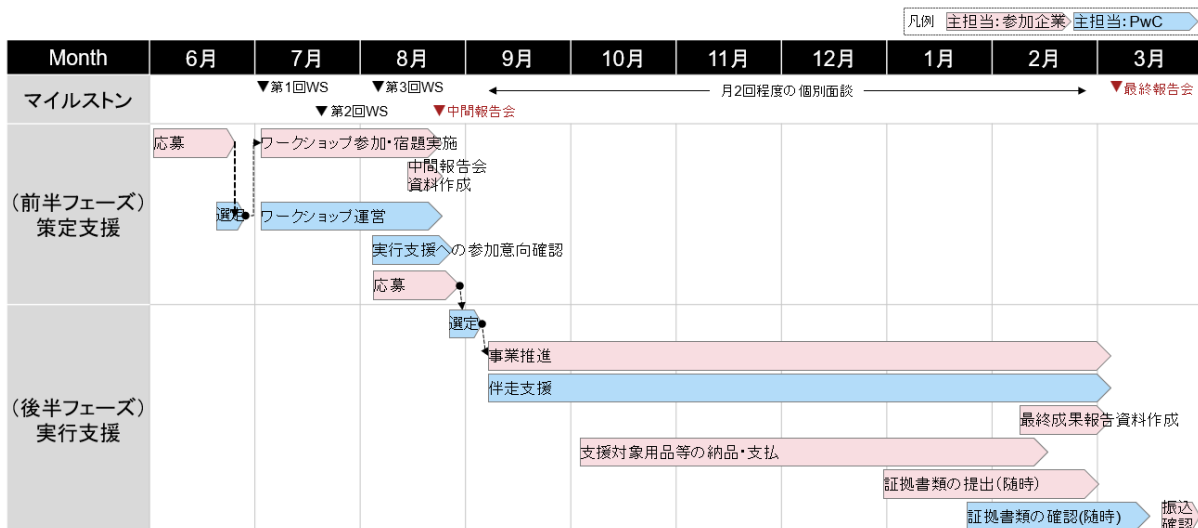 凡例 主担当:参加企業 主担当:PwC
Month 6月 7月 8月 9月 10月 11月 12月 1月 2月 3月
マイルストン
▼第1回WS ▼第3回WS 月2回程度の個別面談 ▼最終報告会
▼第2回WS ▼中間報告会
(前半フェーズ)
策定支援
応募 ワークショップ参加・宿題実施
中間報告会
資料作成
選定 ワークショップ運営
実行支援への参加意向確認
応募
(後半フェーズ)
実行支援
選定
事業推進
伴走支援
最終成果報告資料作成
支援対象用品等の納品・支払
証拠書類の提出(随時)
証拠書類の確認(随時)
振込
確認